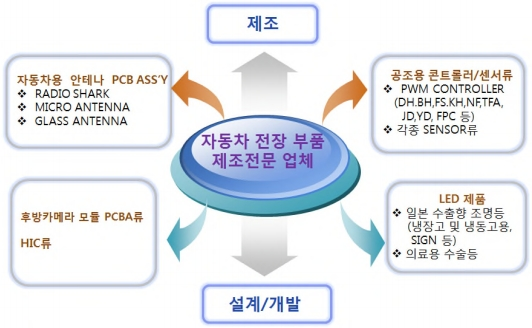 제조
자동차용 안테나 PCB ASS'Y
❖ RADIO SHARK
❖ MICRO ANTENNA
❖ GLASS ANTENNA
공조용 콘트롤러/센서류
❖ PWM CONTROLLER
(DH.BH,FS.KH,NF,TFA,
JD,YD, FPC 등)
❖ 각종 SENSOR류
자동차 전장 부품
제조전문 업체
후방카메라 모듈 PCBA류
HIC류
LED 제품
❖ 일본 수출향 조명등
(냉장고 및 냉동고용,
SIGN 등)
❖ 의료용 수술등
설계/개발